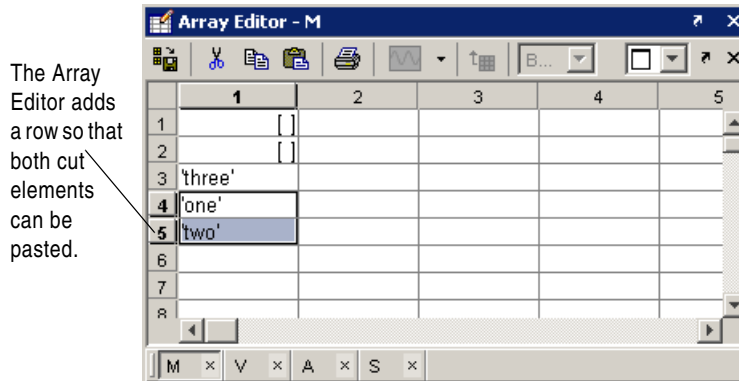 The Array
Editor adds
a row so that
both cut
elements
can be
pasted.
Array Editor - M
B...
1 2 3 4 5
1 [ ]
2 [ ]
3 'three'
4 'one'
5 'two'
6
7
8
M × V × A × S ×